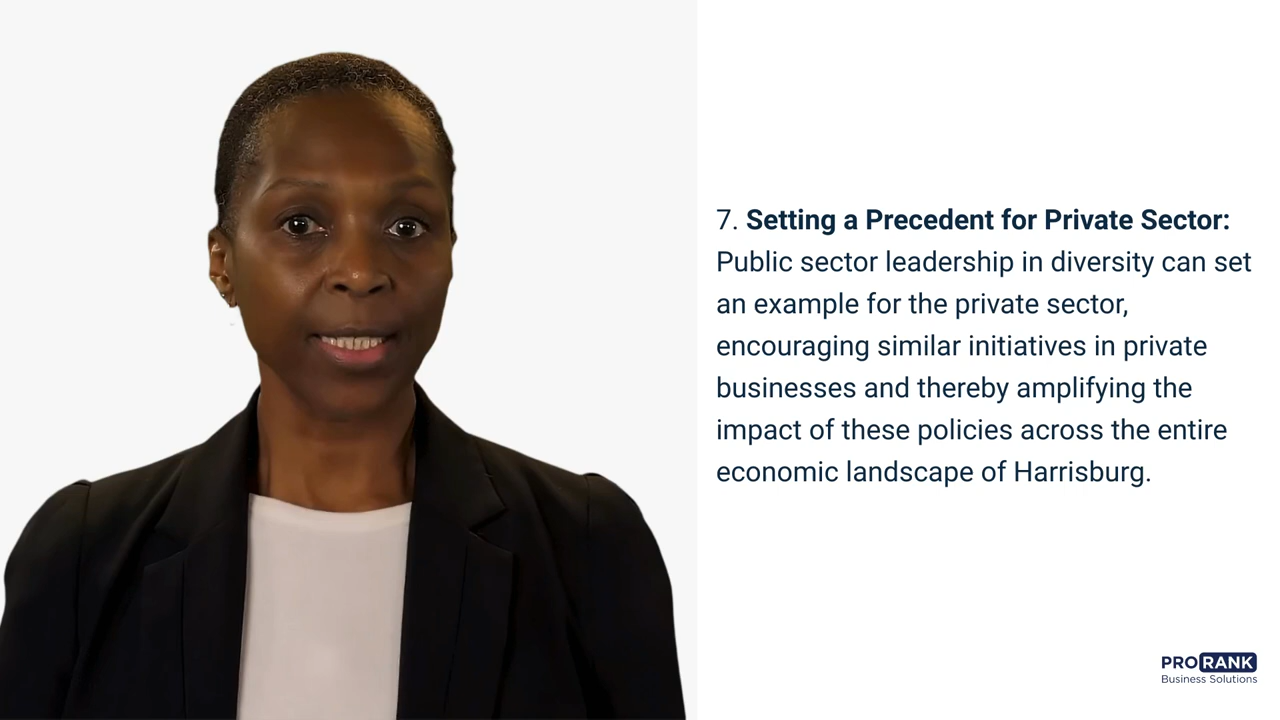 7. Setting a Precedent for Private Sector:
Public sector leadership in diversity can set
an example for the private sector,
encouraging similar initiatives in private
businesses and thereby amplifying the
impact of these policies across the entire
economic landscape of Harrisburg.
PRORANK
Business Solutions